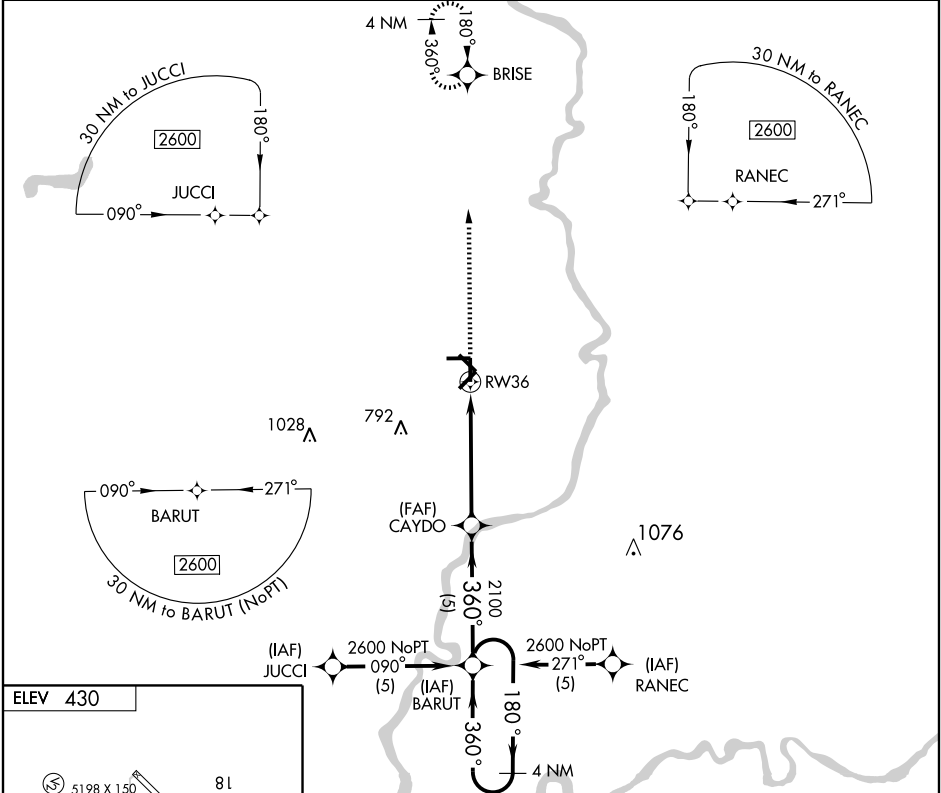 4 NM
180°
360°
BRISE
30 NM to JUCCI
2600
180°
JUCCI
090°
30 NM to RANEC
2600
180°
RANEC
271°
RW36
1028
792
090°
271°
BARUT
2600
30 NM to BARUT (NoPT)
(FAF)
CAYDO
1076
2100
360°
(5)
(IAF)
JUCCI
2600 NoPT
090°
(5)
(IAF)
BARUT
2600 NoPT
271°
(5)
(IAF)
RANEC
180°
360°
4 NM
ELEV 430
5198 X 150
18